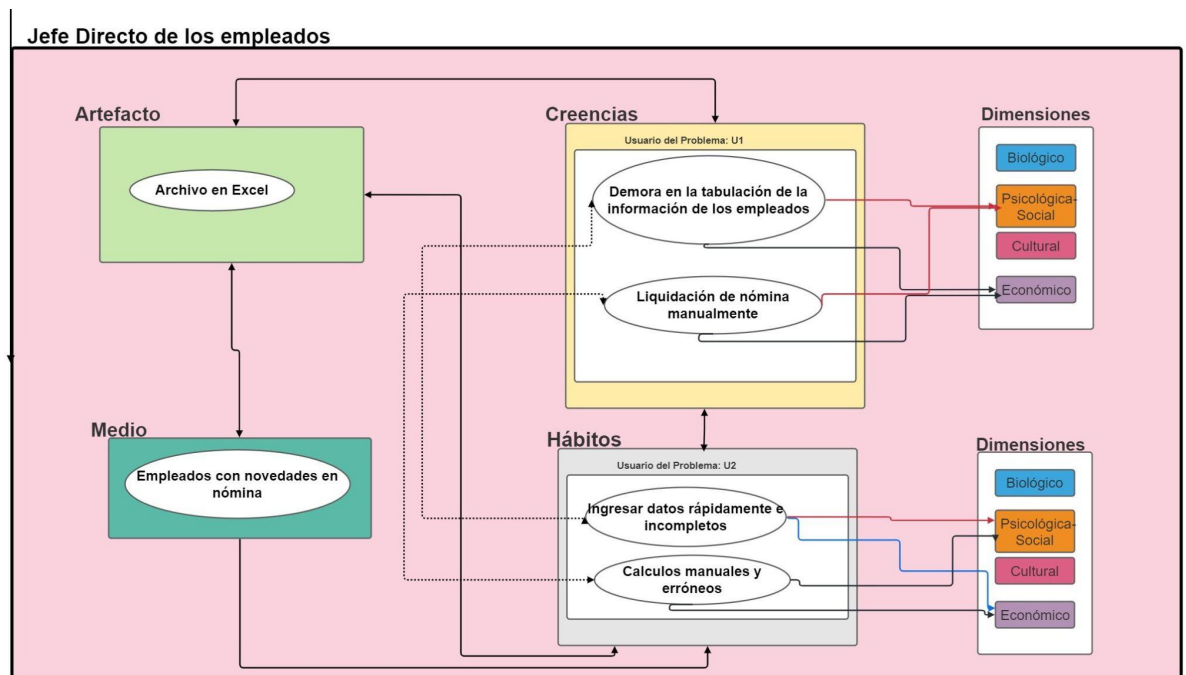 Jefe Directo de los empleados
Artefacto
Archivo en Excel
Creencias
Usuario del Problema: U1
Demora en la tabulación de la
información de los empleados
Liquidación de nómina
manualmente
Dimensiones
Biológico
Psicológica-
Social
Cultural
Económico
Medio
Empleados con novedades en
nómina
Hábitos
Usuario del Problema: U2
Ingresar datos rápidamente e
incompletos
Calculos manuales y
erróneos
Dimensiones
Biológico
Psicológica-
Social
Cultural
Económico